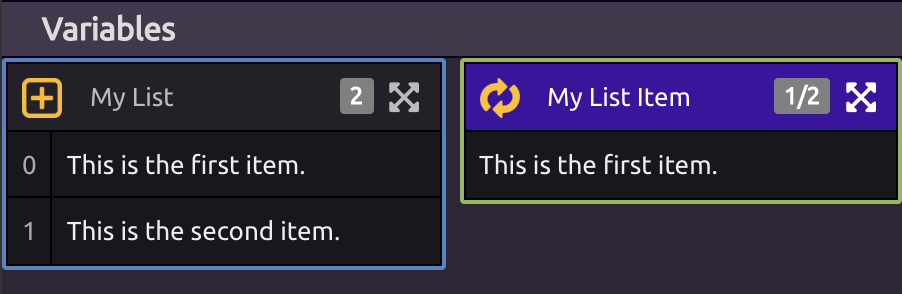 Variables
My List 2
0 This is the first item.
1 This is the second item.
My List Item 1/2
This is the first item.